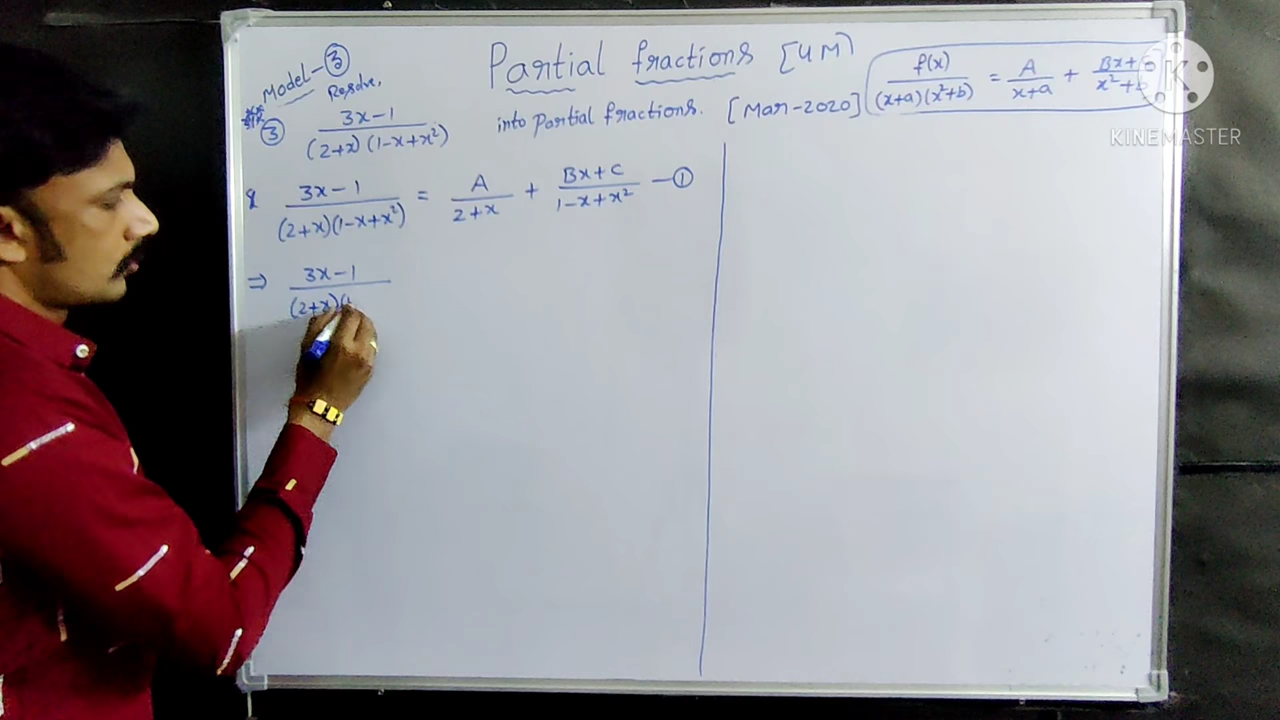 Partial fractions [4M]
Model-③
Resolve,
③ 3x-1 / (2+x)(1-x+x²) into partial fractions. [Mar-2020]
f(x) / (x+a)(x²+b) = A / x+a + Bx+ / x²+b
KINEMASTER
3x-1 / (2+x)(1-x+x²) = A / 2+x + Bx+C / 1-x+x² —①
⇒ 3x-1 / (2+x)(